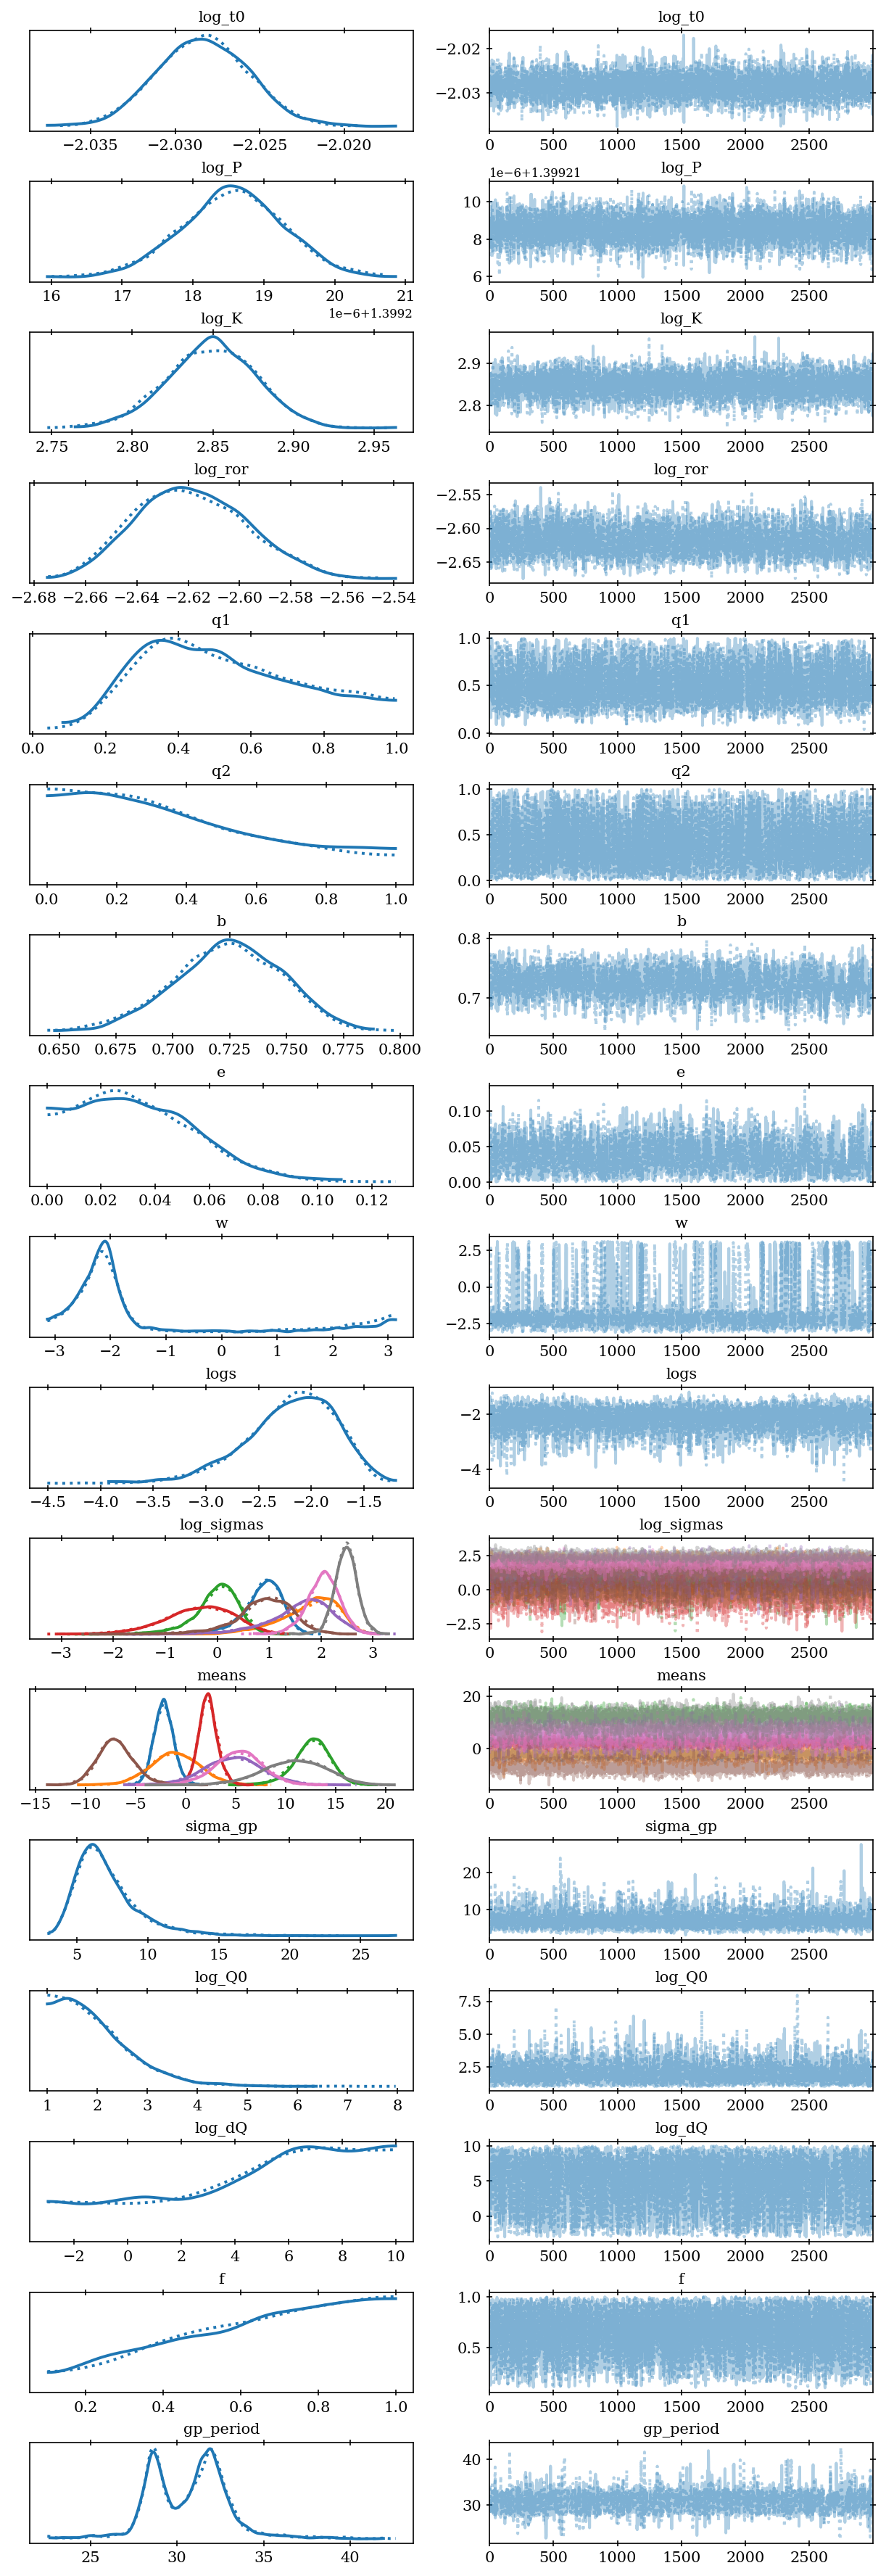 log_t0 log_t0
−2.02
−2.03
−2.035 −2.030 −2.025 −2.020 0 500 1000 1500 2000 2500
log_P 1e−6+1.39921 log_P
10
8
6
16 17 18 19 20 21 0 500 1000 1500 2000 2500
1e−6+1.3992
log_K log_K
2.9
2.8
2.75 2.80 2.85 2.90 2.95 0 500 1000 1500 2000 2500
log_ror log_ror
−2.55
−2.60
−2.65
−2.68 −2.66 −2.64 −2.62 −2.60 −2.58 −2.56 −2.54 0 500 1000 1500 2000 2500
q1 q1
1.0
0.5
0.0
0.0 0.2 0.4 0.6 0.8 1.0 0 500 1000 1500 2000 2500
q2 q2
1.0
0.5
0.0
0.0 0.2 0.4 0.6 0.8 1.0 0 500 1000 1500 2000 2500
b b
0.8
0.7
0.650 0.675 0.700 0.725 0.750 0.775 0.800 0 500 1000 1500 2000 2500
e e
0.10
0.05
0.00
0.00 0.02 0.04 0.06 0.08 0.10 0.12 0 500 1000 1500 2000 2500
w w
2.5
0.0
−2.5
−3 −2 −1 0 1 2 3 0 500 1000 1500 2000 2500
logs logs
−2
−4
−4.5 −4.0 −3.5 −3.0 −2.5 −2.0 −1.5 0 500 1000 1500 2000 2500
log_sigmas log_sigmas
2.5
0.0
−2.5
−3 −2 −1 0 1 2 3 0 500 1000 1500 2000 2500
means means
20
0
−15 −10 −5 0 5 10 15 20 0 500 1000 1500 2000 2500
sigma_gp sigma_gp
20
10
5 10 15 20 25 0 500 1000 1500 2000 2500
log_Q0 log_Q0
7.5
5.0
2.5
1 2 3 4 5 6 7 8 0 500 1000 1500 2000 2500
log_dQ log_dQ
10
5
0
−2 0 2 4 6 8 10 0 500 1000 1500 2000 2500
f f
1.0
0.5
0.2 0.4 0.6 0.8 1.0 0 500 1000 1500 2000 2500
gp_period gp_period
40
30
25 30 35 40 0 500 1000 1500 2000 2500